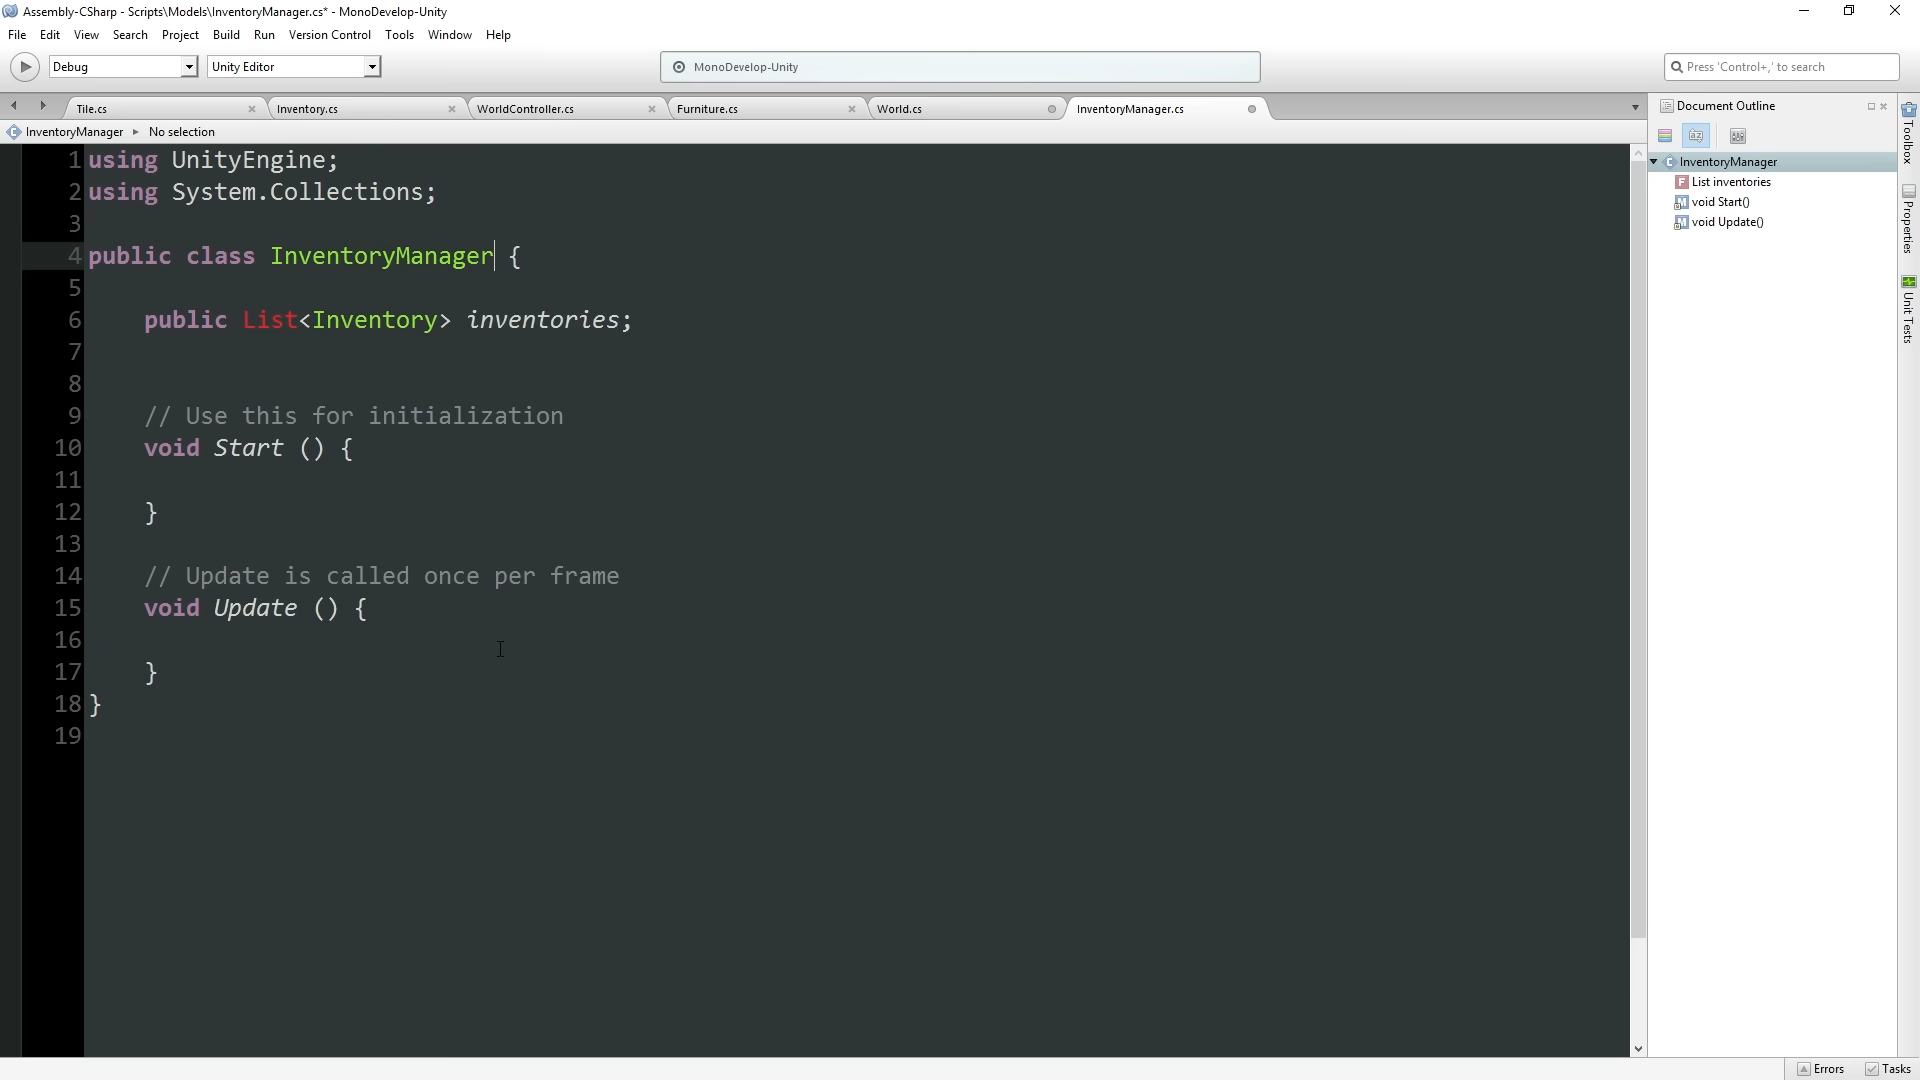 Assembly-CSharp - Scripts\Models\InventoryManager.cs* - MonoDevelop-Unity
File Edit View Search Project Build Run Version Control Tools Window Help
Debug Unity Editor MonoDevelop-Unity Press 'Control+,' to search
Tile.cs Inventory.cs WorldController.cs Furniture.cs World.cs InventoryManager.cs
InventoryManager No selection
1 using UnityEngine;
2 using System.Collections;
3
4 public class InventoryManager {
5
6 public List<Inventory> inventories;
7
8
9 // Use this for initialization
10 void Start () {
11
12 }
13
14 // Update is called once per frame
15 void Update () {
16
17 }
18 }
19
Document Outline
InventoryManager
List inventories
void Start()
void Update()
Toolbox
Properties
Unit Tests
Errors Tasks